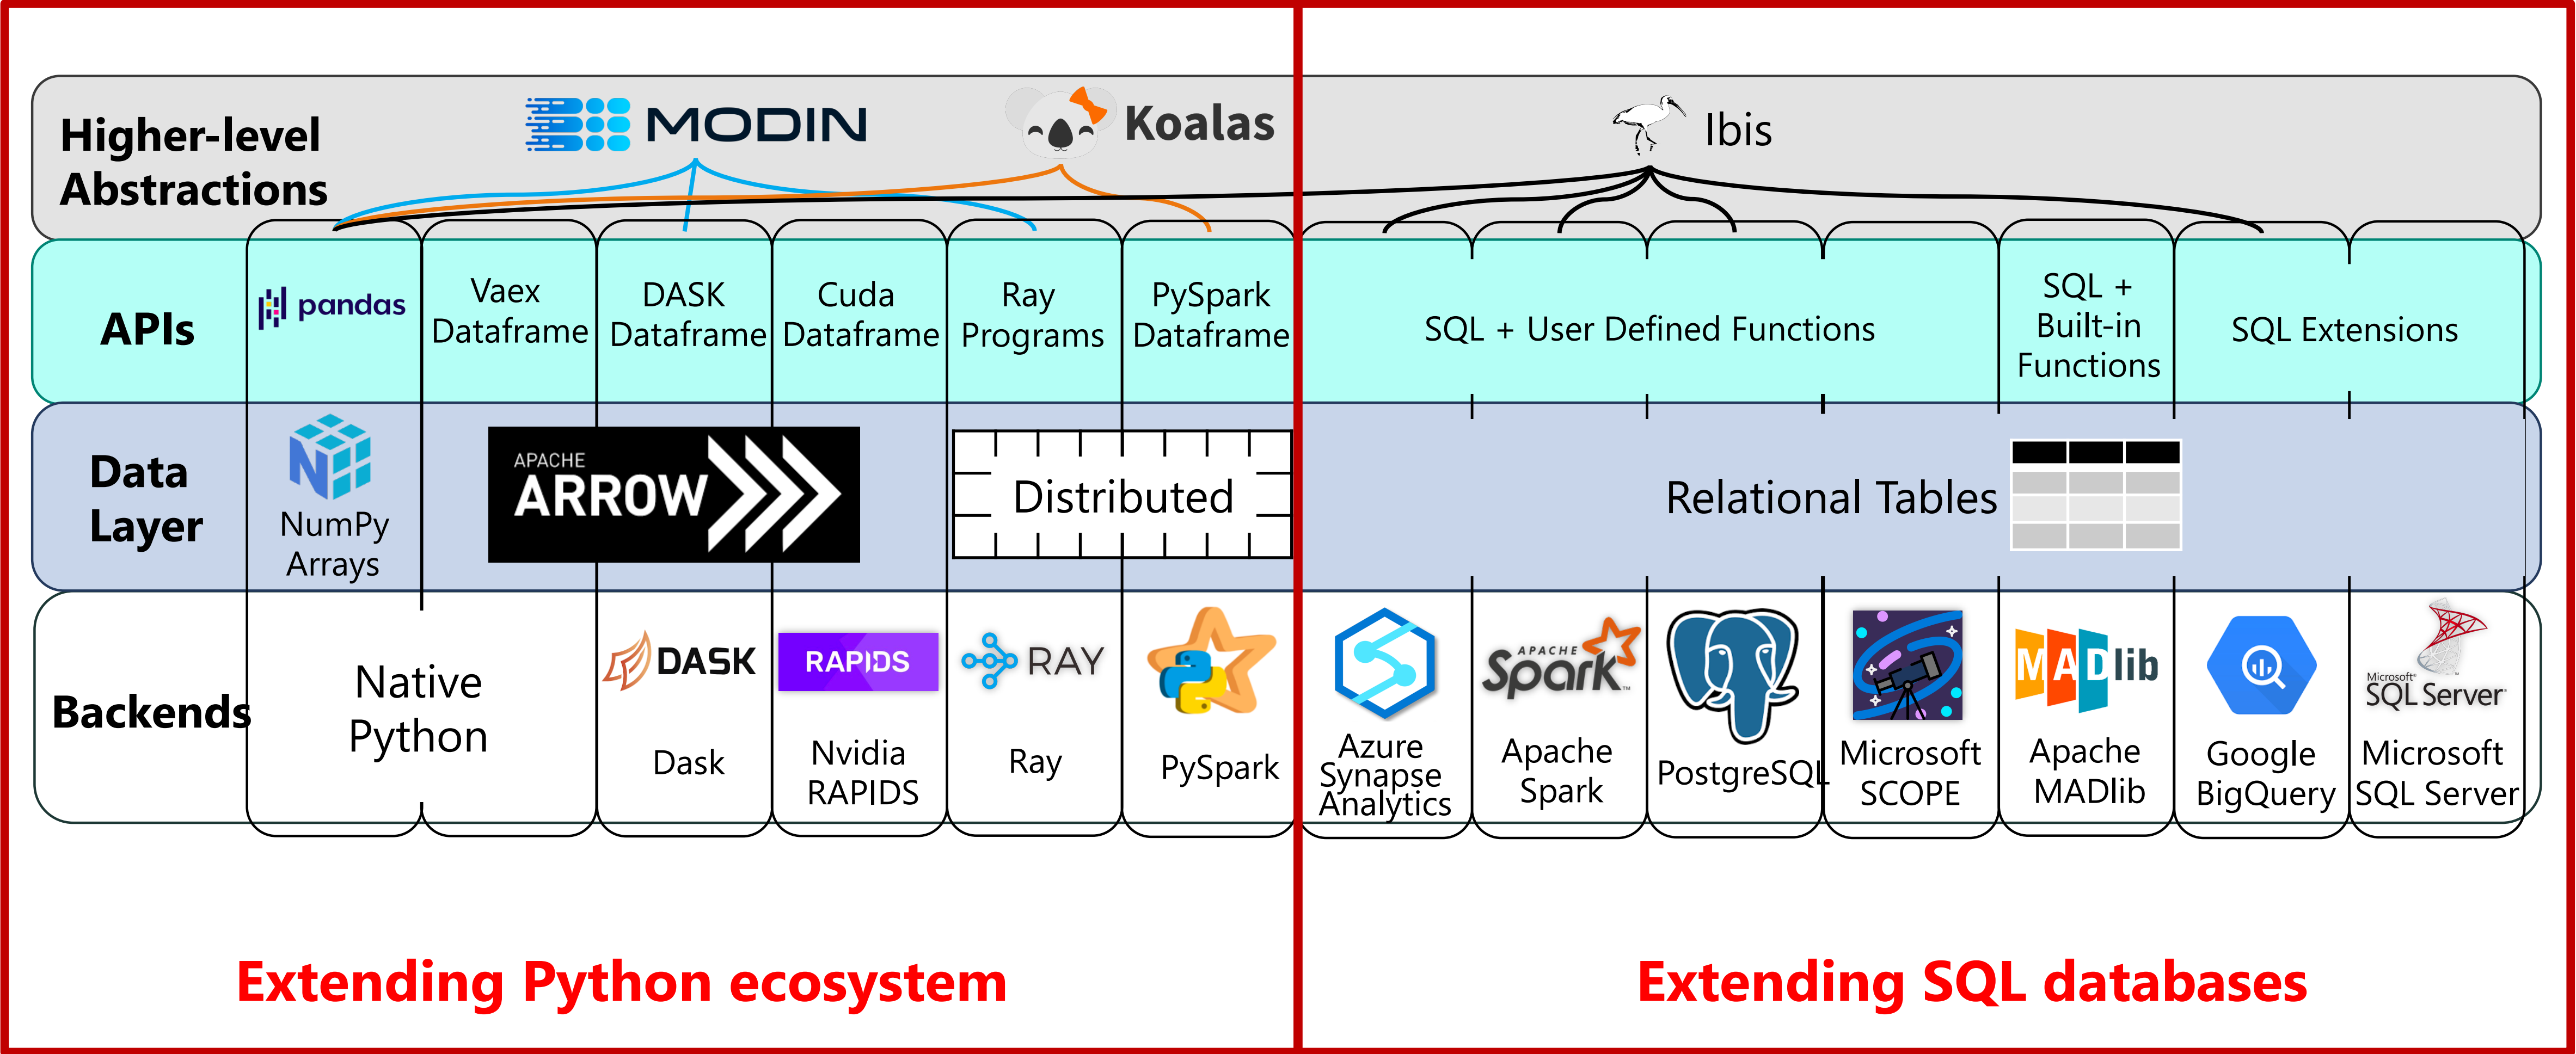 Higher-level
Abstractions
MODIN
Koalas
Ibis
APIs
pandas
Vaex
Dataframe
DASK
Dataframe
Cuda
Dataframe
Ray
Programs
PySpark
Dataframe
SQL + User Defined Functions
SQL +
Built-in
Functions
SQL Extensions
Data
Layer
NumPy
Arrays
APACHE
ARROW
Distributed
Relational Tables
Backends
Native
Python
DASK
Dask
RAPIDS
Nvidia
RAPIDS
RAY
Ray
PySpark
Azure
Synapse
Analytics
APACHE
Spark™
Apache
Spark
PostgreSQL
Microsoft
SCOPE
MADlib
Apache
MADlib
Google
BigQuery
Microsoft®
SQL Server®
Microsoft
SQL Server
Extending Python ecosystem
Extending SQL databases